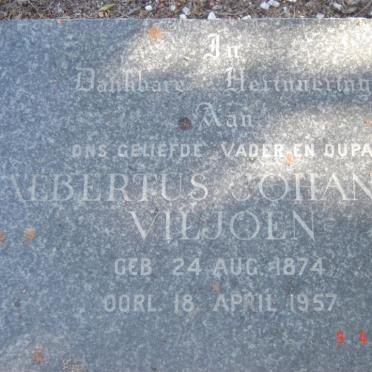 In
Dankbare Herinnering
Aan
ONS GELIEFDE VADER EN OUPA
ALBERTUS JOHAN
VILJOEN
GEB. 24 AUG. 1874
OORL. 18. APRIL 1957